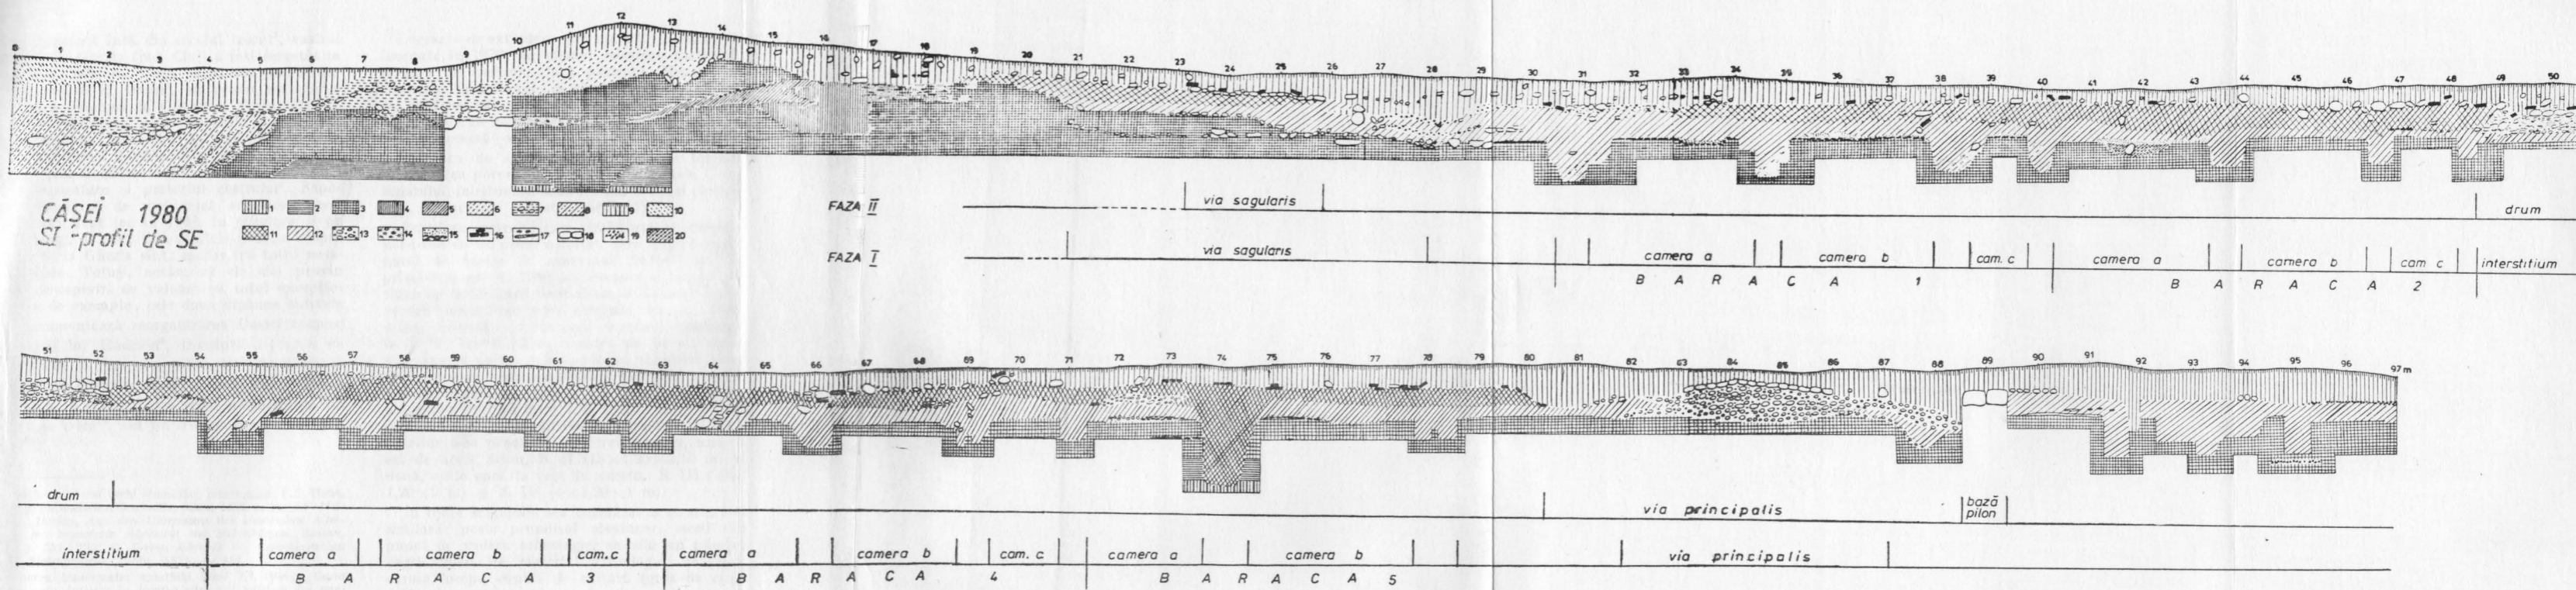 0 1 2 3 4 5 6 7 8 9 10 11 12 13 14 15 16 17 18 19 20 21 22 23 24 25 26 27 28 29 30 31 32 33 34 35 36 37 38 39 40 41 42 43 44 45 46 47 48 49 50
CĂSEI 1980
SI - profil de SE
1 2 3 4 5 6 7 8 9 10
11 12 13 14 15 16 17 18 19 20
FAZA II via sagularis drum
FAZA I via sagularis camera a camera b cam. c camera a camera b cam c interstitium
BARACA 1 BARACA 2
51 52 53 54 55 56 57 58 59 60 61 62 63 64 65 66 67 68 69 70 71 72 73 74 75 76 77 78 79 80 81 82 83 84 85 86 87 88 89 90 91 92 93 94 95 96 97 m
drum via principalis bază
pilon
interstitium camera a camera b cam. c camera a camera b cam. c camera a camera b via principalis
BARACA 3 BARACA 4 BARACA 5